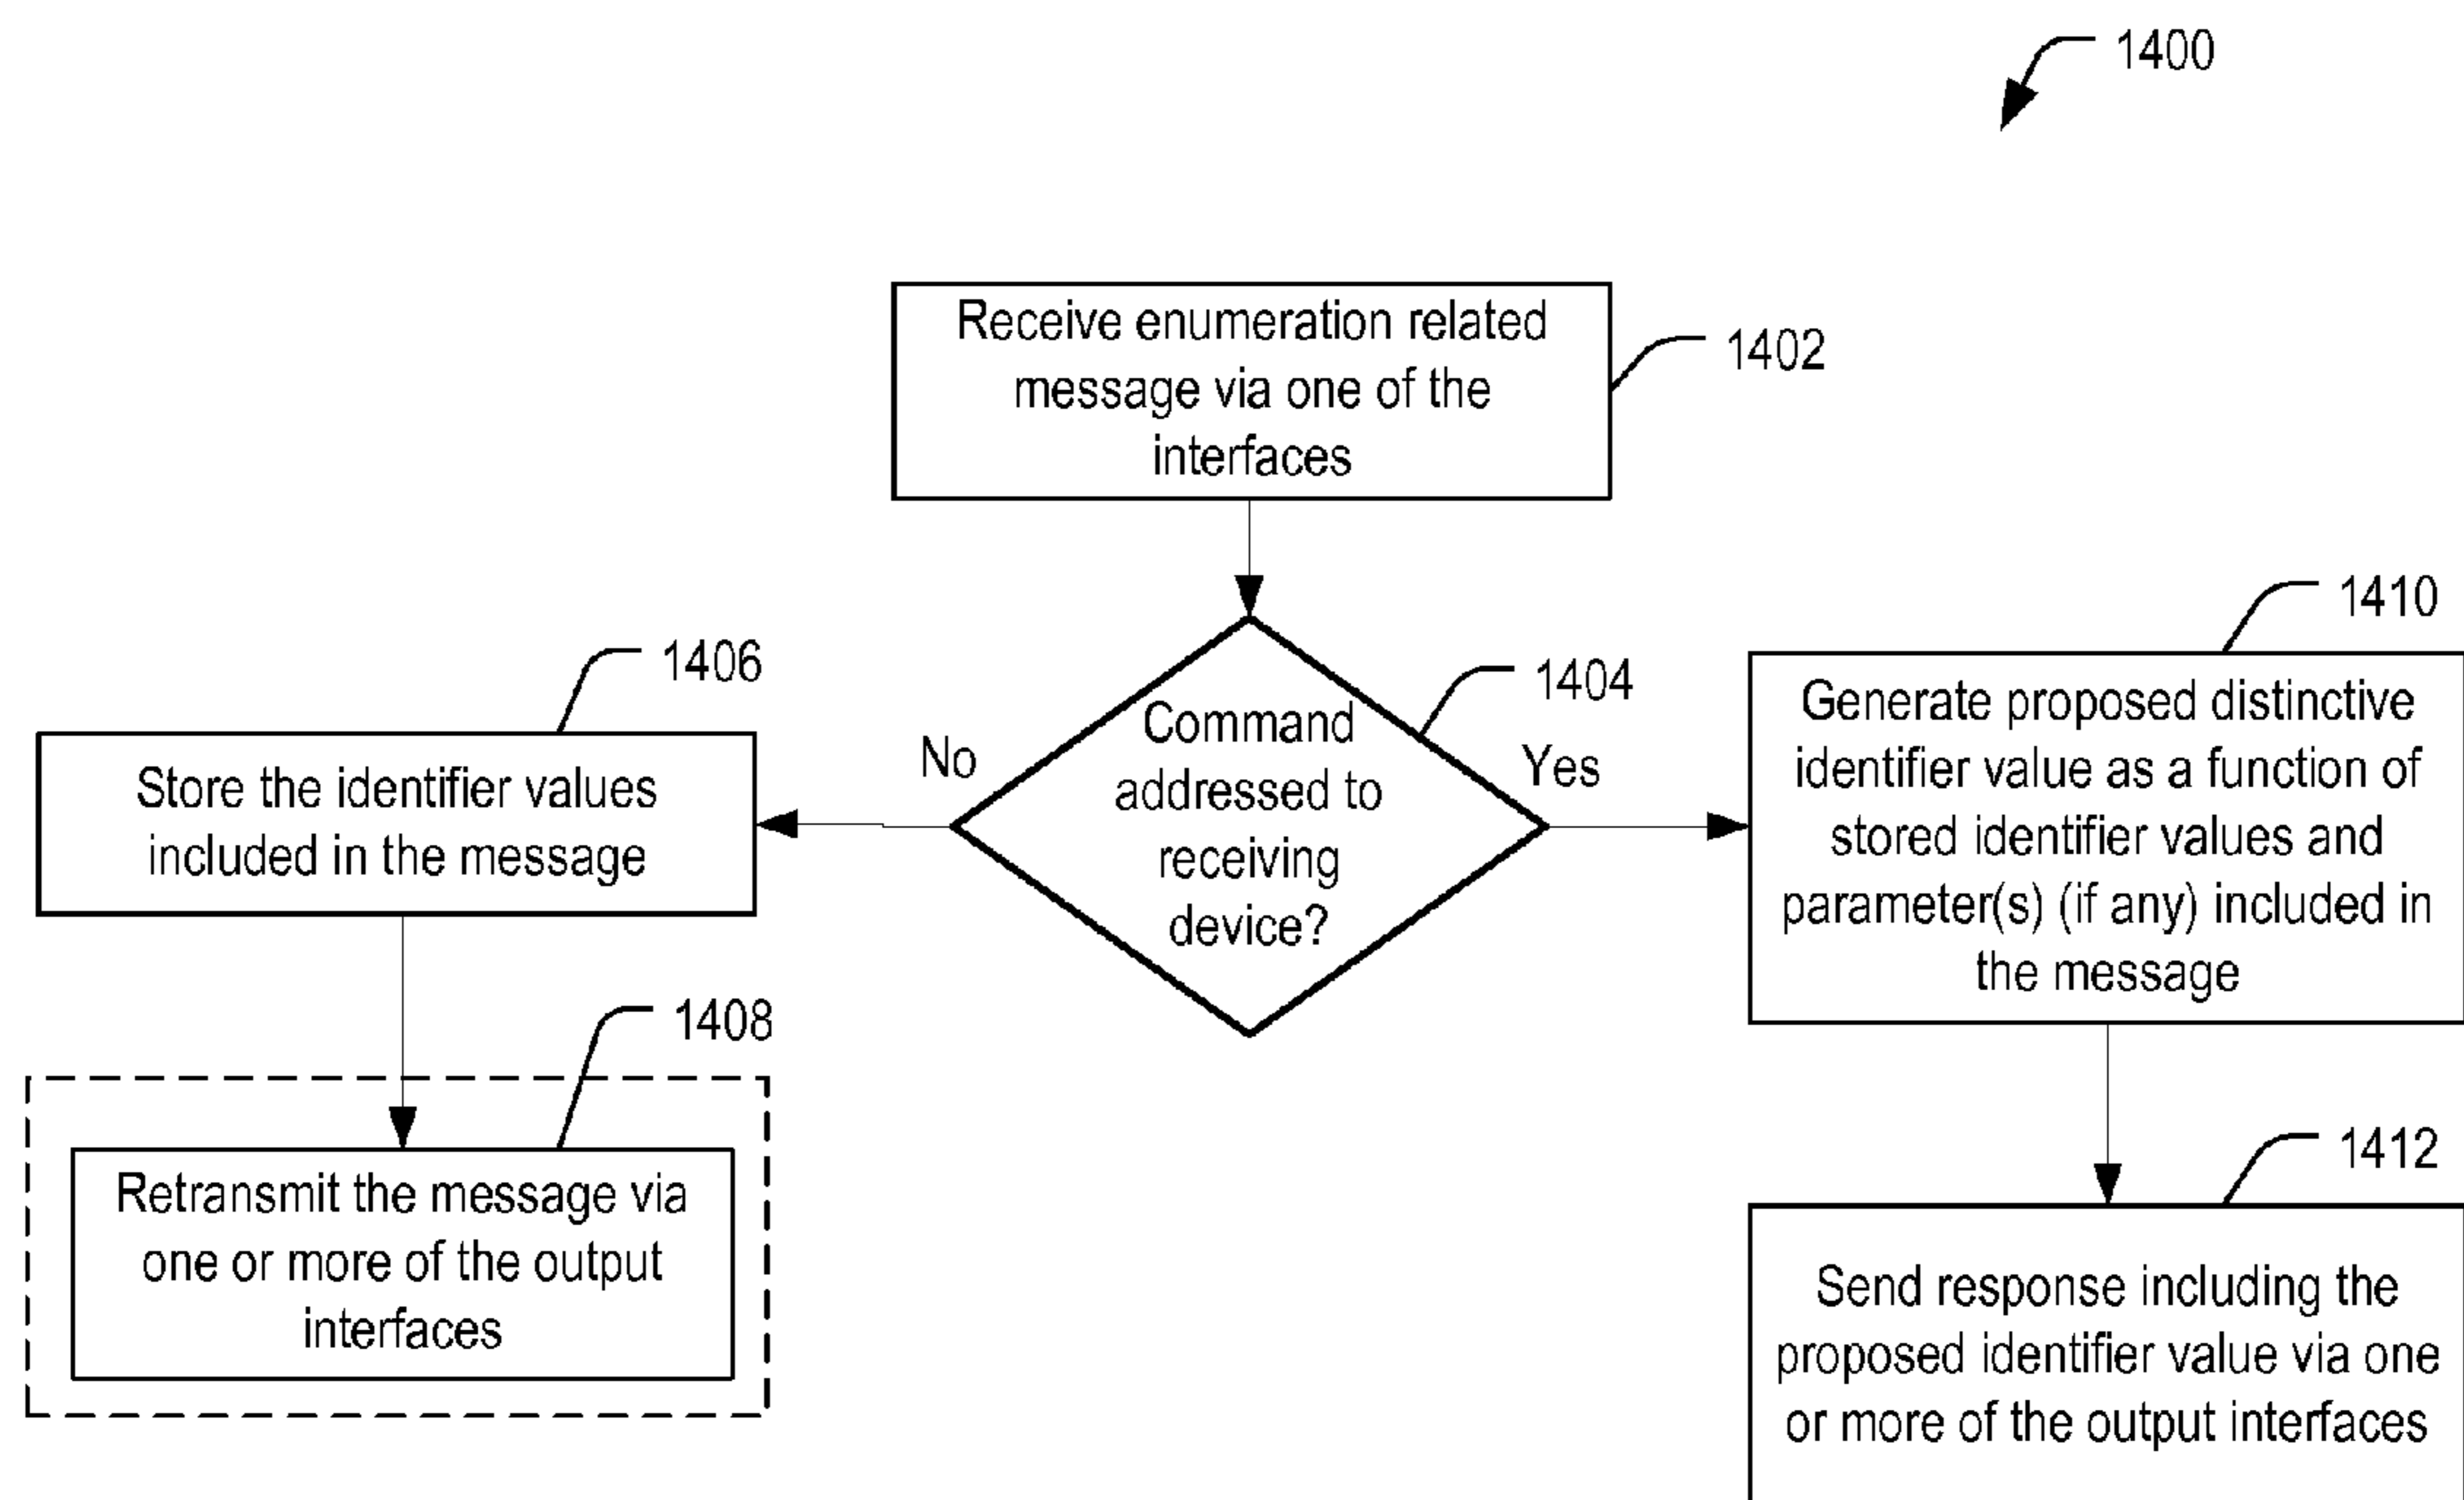 1400
Receive enumeration related
message via one of the
interfaces
1402
1404
Command
addressed to
receiving
device?
No
Yes
1406
Store the identifier values
included in the message
1408
Retransmit the message via
one or more of the output
interfaces
1410
Generate proposed distinctive
identifier value as a function of
stored identifier values and
parameter(s) (if any) included in
the message
1412
Send response including the
proposed identifier value via one
or more of the output interfaces